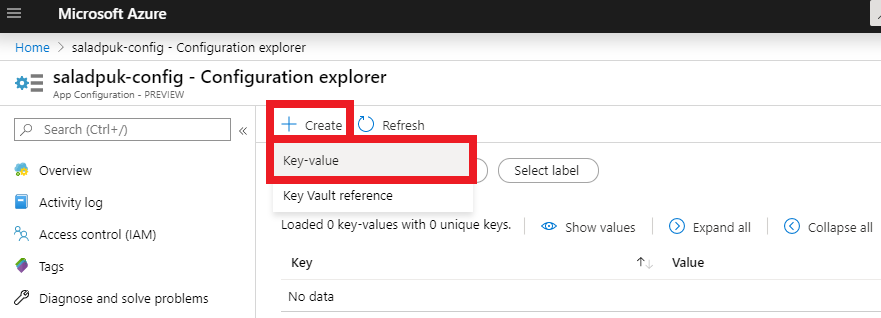 Microsoft Azure
Home > saladpuk-config - Configuration explorer
saladpuk-config - Configuration explorer
App Configuration - PREVIEW
Search (Ctrl+/)
«
+ Create
Refresh
Key-value
Key Vault reference
Select label
Overview
Activity log
Access control (IAM)
Tags
Diagnose and solve problems
Loaded 0 key-values with 0 unique keys.
Show values
Expand all
Collapse all
Key
Value
No data